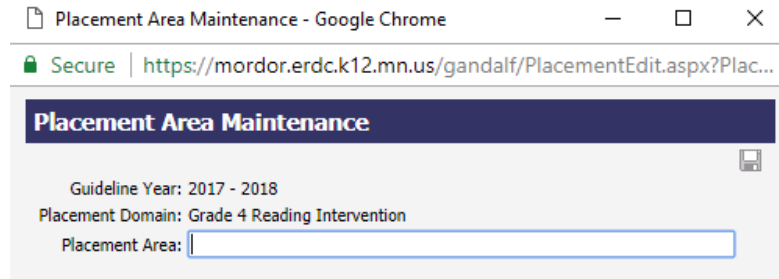 Placement Area Maintenance - Google Chrome
Secure | https://mordor.erdc.k12.mn.us/gandalf/PlacementEdit.aspx?Plac...
Placement Area Maintenance
Guideline Year: 2017 - 2018
Placement Domain: Grade 4 Reading Intervention
Placement Area: